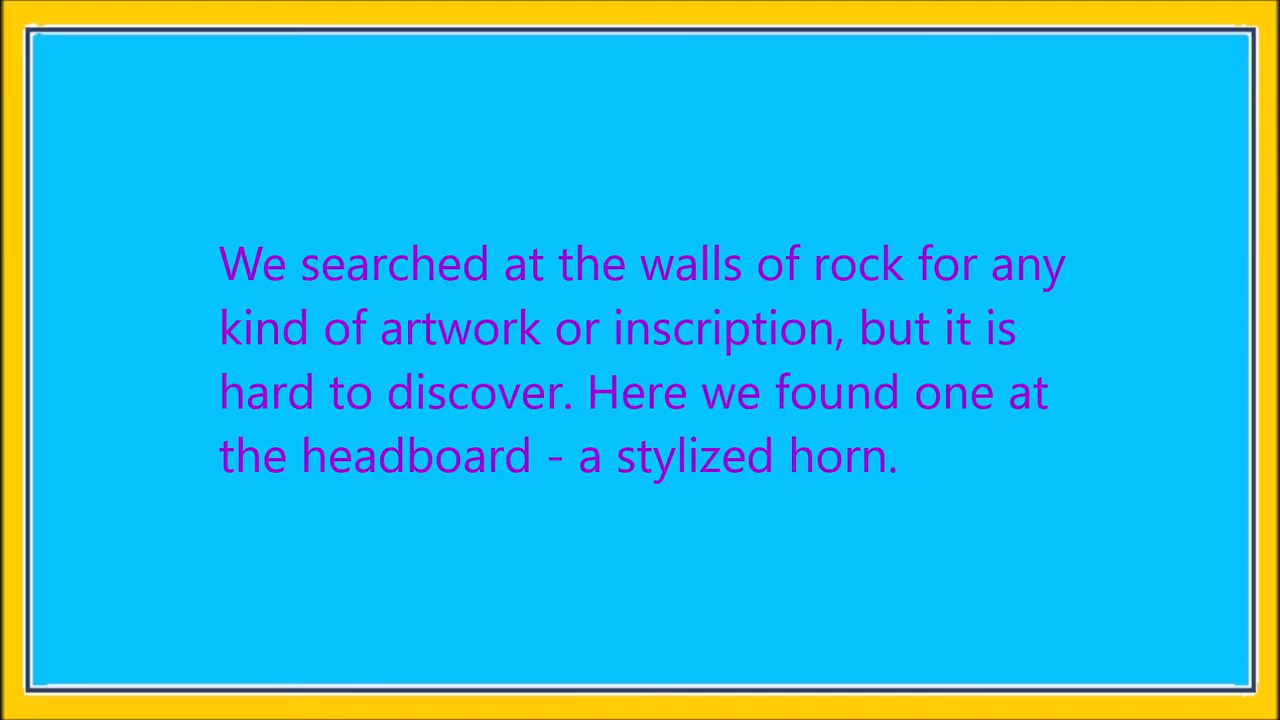 We searched at the walls of rock for any
kind of artwork or inscription, but it is
hard to discover. Here we found one at
the headboard - a stylized horn.